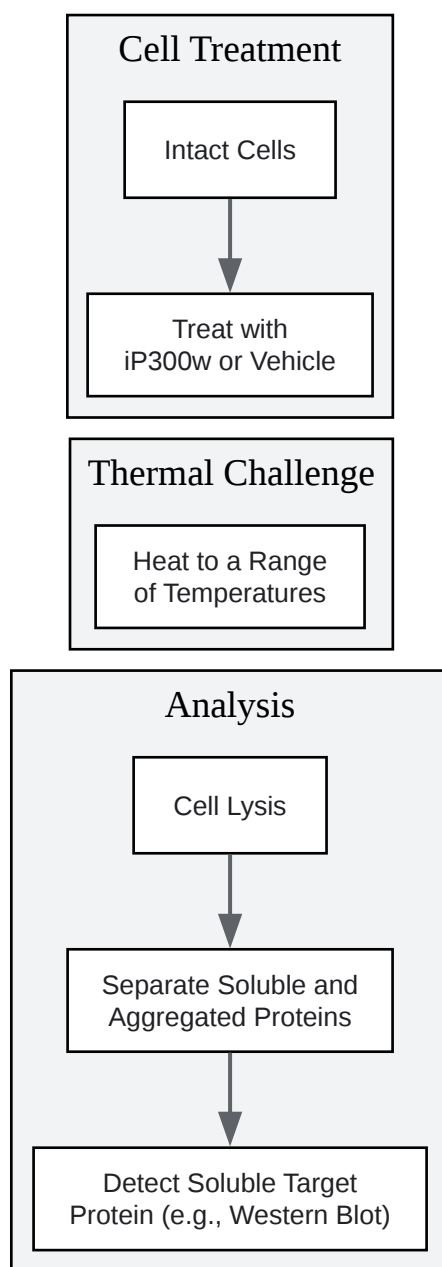 Cell Treatment
Intact Cells
Treat with
iP300w or Vehicle
Thermal Challenge
Heat to a Range
of Temperatures
Analysis
Cell Lysis
Separate Soluble and
Aggregated Proteins
Detect Soluble Target
Protein (e.g., Western Blot)